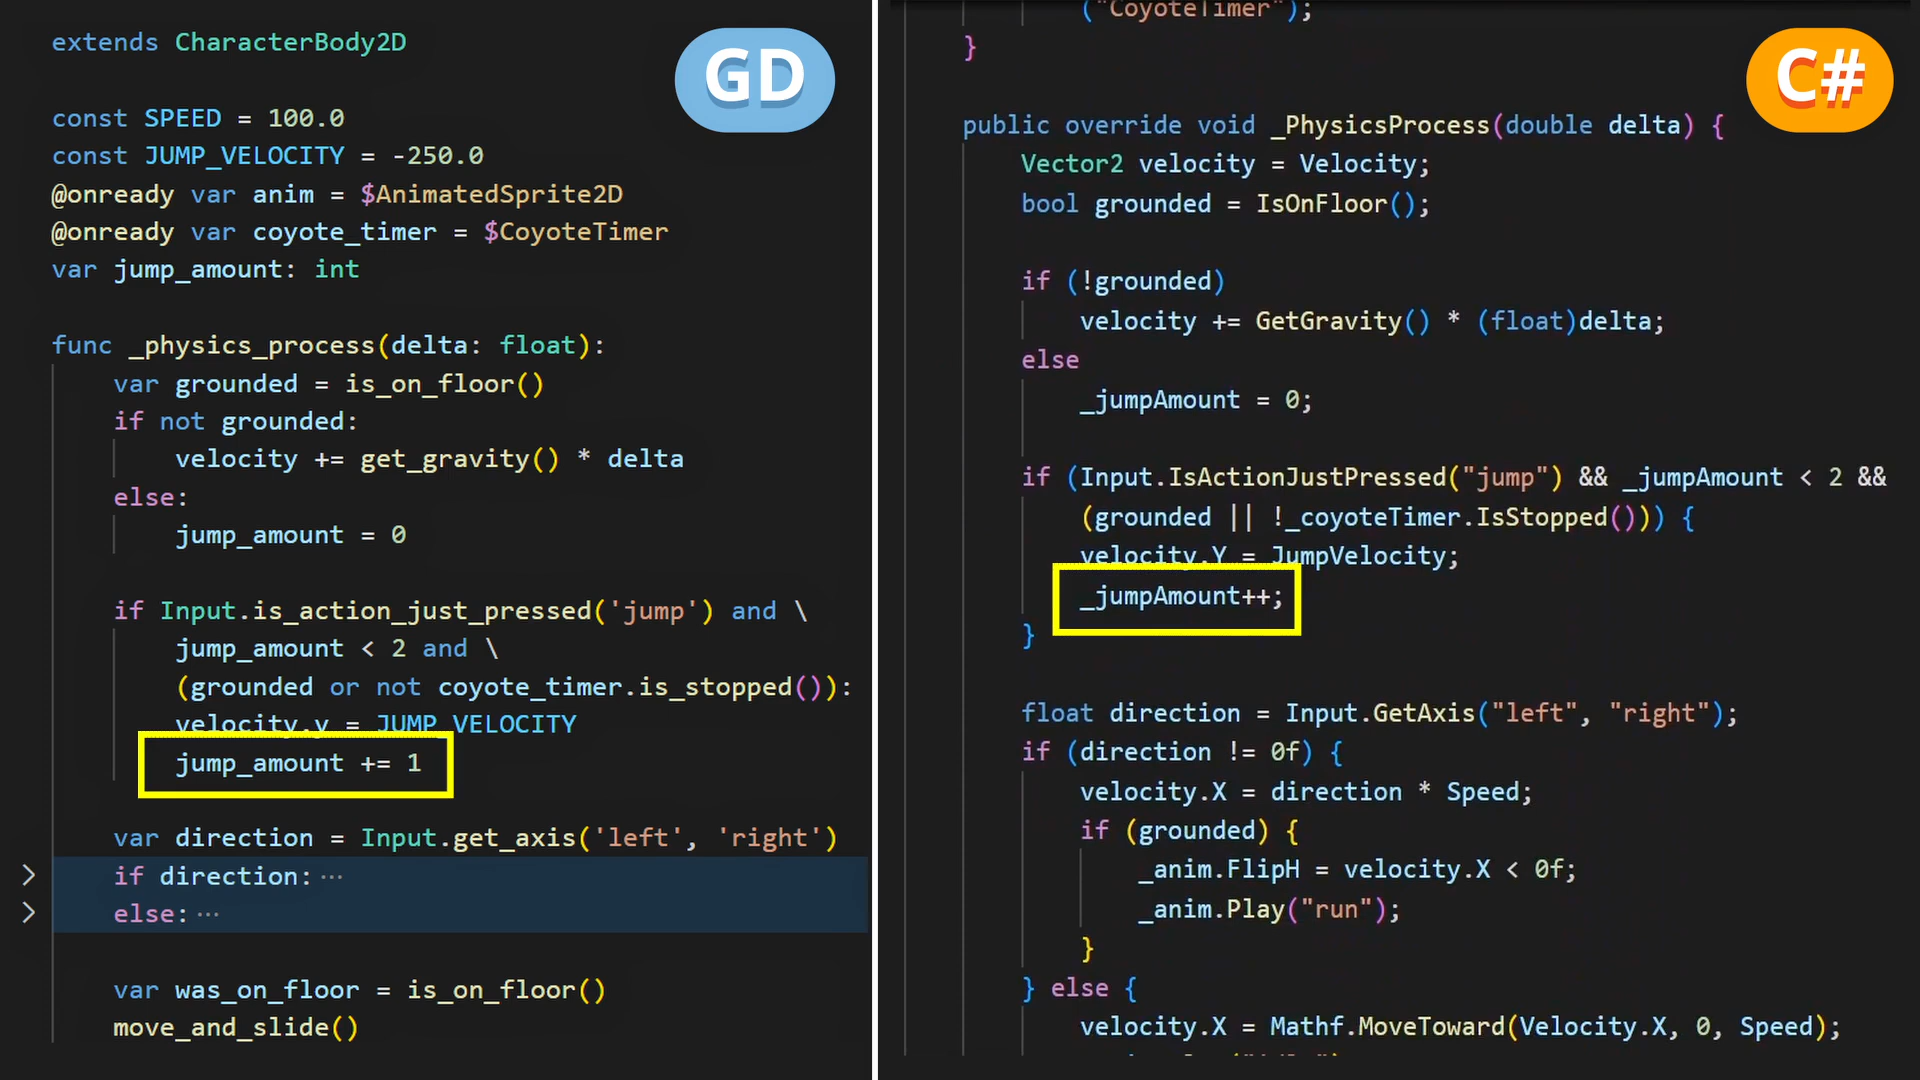 extends CharacterBody2D
GD
const SPEED = 100.0
const JUMP_VELOCITY = -250.0
@onready var anim = $AnimatedSprite2D
@onready var coyote_timer = $CoyoteTimer
var jump_amount: int
func _physics_process(delta: float):
var grounded = is_on_floor()
if not grounded:
velocity += get_gravity() * delta
else:
jump_amount = 0
if Input.is_action_just_pressed('jump') and \
jump_amount < 2 and \
(grounded or not coyote_timer.is_stopped()):
velocity.y = JUMP_VELOCITY
jump_amount += 1
var direction = Input.get_axis('left', 'right')
if direction: ...
else: ...
var was_on_floor = is_on_floor()
move_and_slide()
("CoyoteTimer");
}
C#
public override void _PhysicsProcess(double delta) {
Vector2 velocity = Velocity;
bool grounded = IsOnFloor();
if (!grounded)
velocity += GetGravity() * (float)delta;
else
_jumpAmount = 0;
if (Input.IsActionJustPressed("jump") && _jumpAmount < 2 &&
(grounded || !_coyoteTimer.IsStopped())) {
velocity.Y = JumpVelocity;
_jumpAmount++;
}
float direction = Input.GetAxis("left", "right");
if (direction != 0f) {
velocity.X = direction * Speed;
if (grounded) {
_anim.FlipH = velocity.X < 0f;
_anim.Play("run");
}
} else {
velocity.X = Mathf.MoveToward(Velocity.X, 0, Speed);